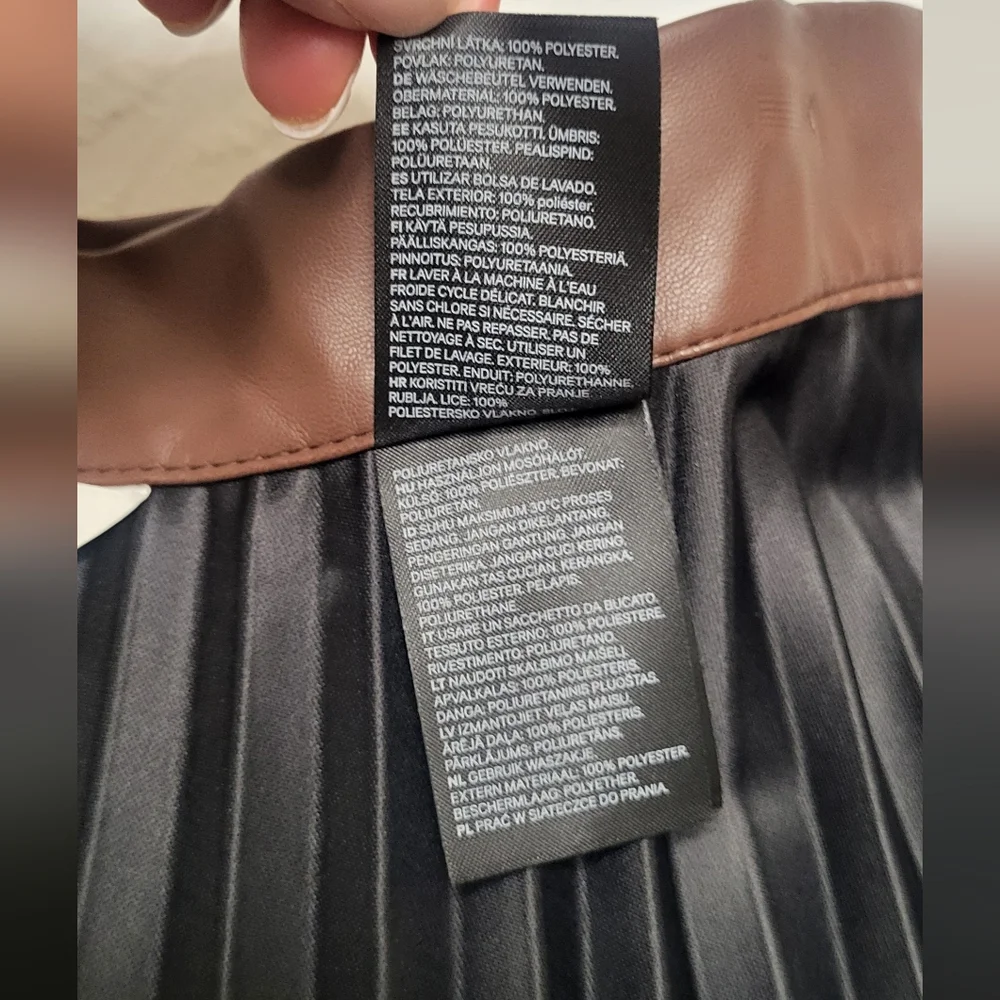 SVRCHNÍ LÁTKA: 100% POLYESTER.
POVLAK: POLYURETAN.
DE WÄSCHEBEUTEL VERWENDEN.
OBERMATERIAL: 100% POLYESTER.
BELAG: POLYURETHAN.
EE KASUTA PESUKOTTI. ÜMBRIS:
100% POLÜESTER. PEALISPIND:
POLÜURETAAN.
ES UTILIZAR BOLSA DE LAVADO.
TELA EXTERIOR: 100% poliéster.
RECUBRIMIENTO: POLIURETANO.
FI KÄYTÄ PESUPUSSIA.
PÄÄLLISKANGAS: 100% POLYESTERIÄ.
PINNOITUS: POLYURETAANIA.
FR LAVER À LA MACHINE À L'EAU
FROIDE CYCLE DÉLICAT. BLANCHIR
SANS CHLORE SI NÉCESSAIRE. SÉCHER
À L'AIR. NE PAS REPASSER. PAS DE
NETTOYAGE À SEC. UTILISER UN
FILET DE LAVAGE. EXTERIEUR: 100%
POLYESTER. ENDUIT: POLYURETHANNE.
HR KORISTITI VREĆU ZA PRANJE
RUBLJA. LICE: 100%
POLIESTERSKO VLAKNO.
POLIURETANSKO VLAKNO.
HU HASZNÁLJON MOSÓHÁLÓT.
KÜLSŐ: 100% POLIÉSZTER. BEVONAT:
POLIURETÁN.
ID SUHU MAKSIMUM 30°C PROSES
SEDANG. JANGAN DIKELANTANG.
PENGERINGAN GANTUNG. JANGAN
DISETERIKA. JANGAN CUCI KERING.
GUNAKAN TAS CUCIAN. KERANGKA.
100% POLIESTER. PELAPIS.
POLIURETHANE.
IT USARE UN SACCHETTO DA BUCATO.
TESSUTO ESTERNO: 100% POLIESTERE.
RIVESTIMENTO: POLIURETANO.
LT NAUDOTI SKALBIMO MAIŠELĮ.
APVALKALAS: 100% POLIESTERIS.
DANGA: POLIURETANINIS PLUOŠTAS.
LV IZMANTOJIET VEĻAS MAISU.
ĀRĒJĀ DAĻA: 100% POLIESTERIS.
PĀRKLĀJUMS: POLIURETĀNS.
NL GEBRUIK WASZAKJE.
EXTERN MATERIAAL: 100% POLYESTER
BESCHERMLAAG: POLYETHER.
PL PRAĆ W SIATECZCE DO PRANIA.